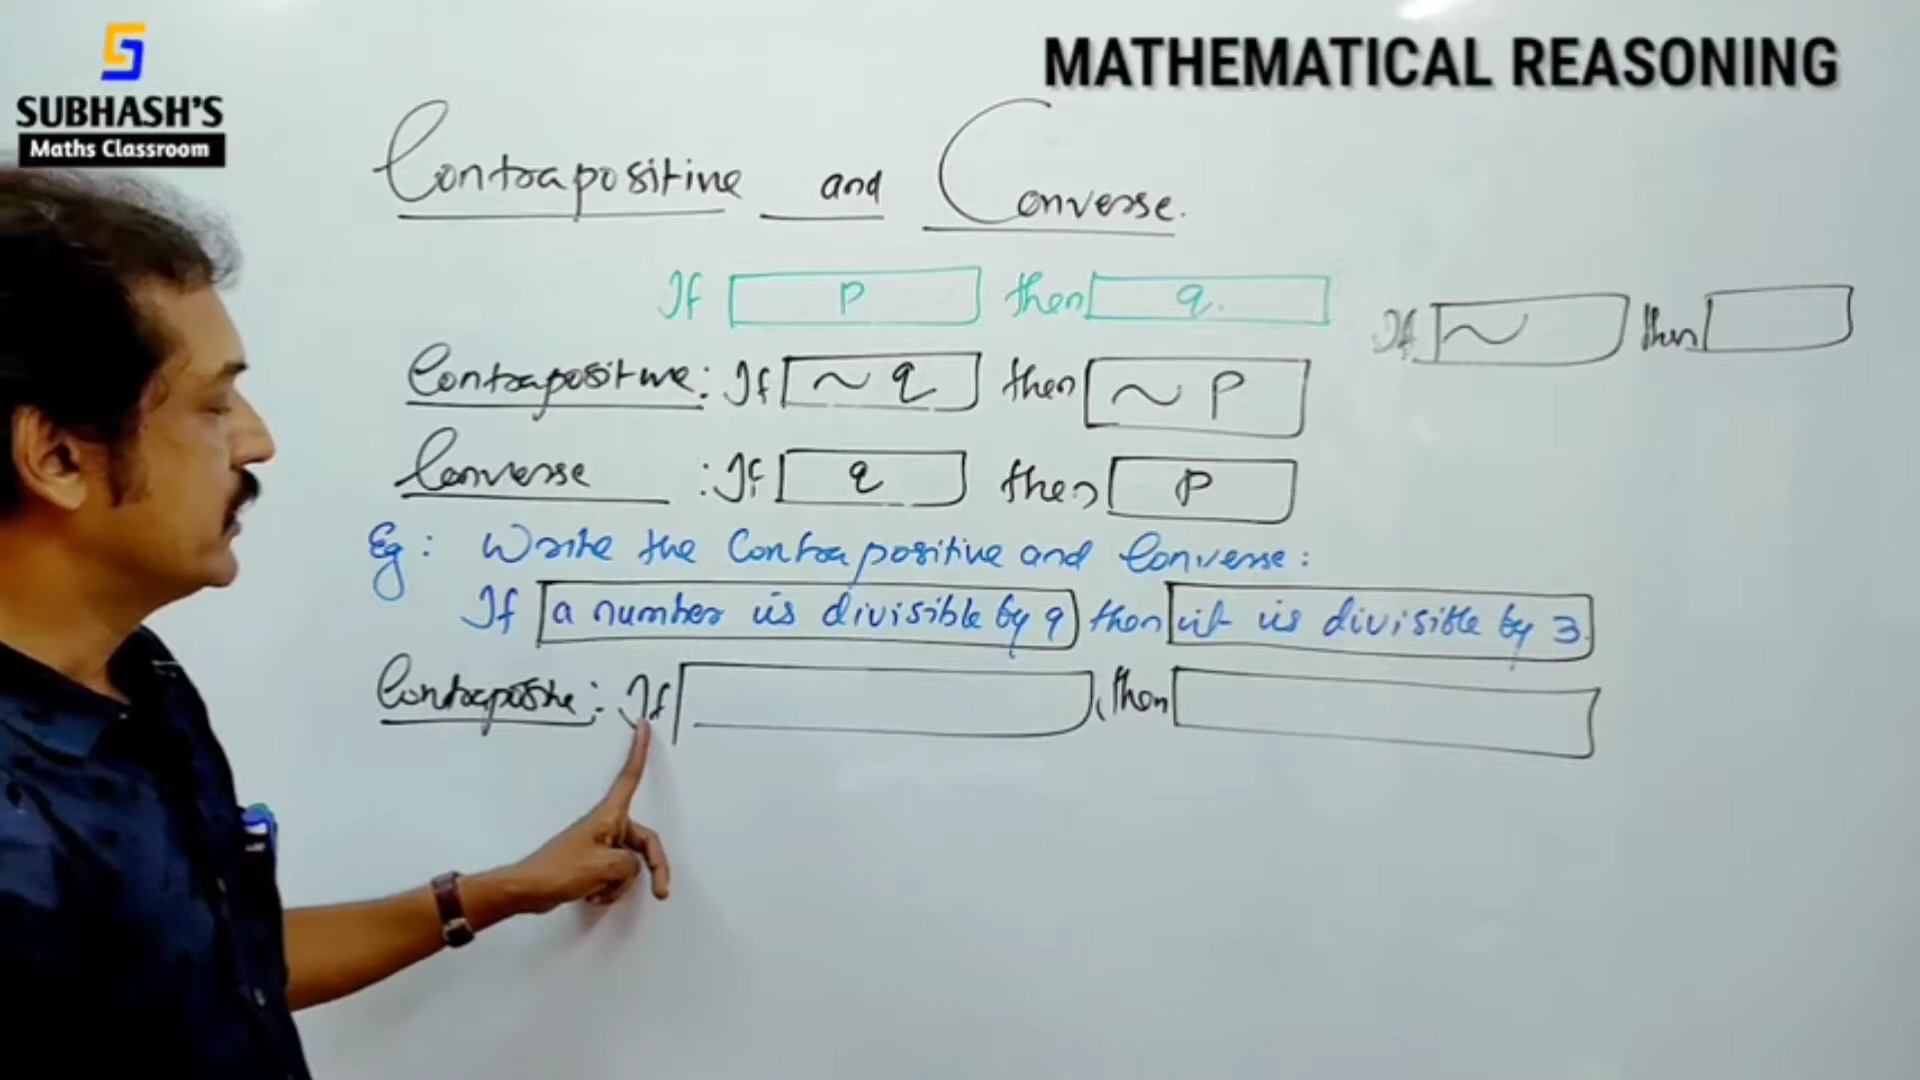 SUBHASH'S
Maths Classroom
MATHEMATICAL REASONING
Contrapositive and Converse.
If p then q.
If ~ then
Contrapositive: If ~q then ~p
Converse : If q then p
Eg: Write the Contrapositive and Converse:
If a number is divisible by 9 then it is divisible by 3.
Contraposite: If , then